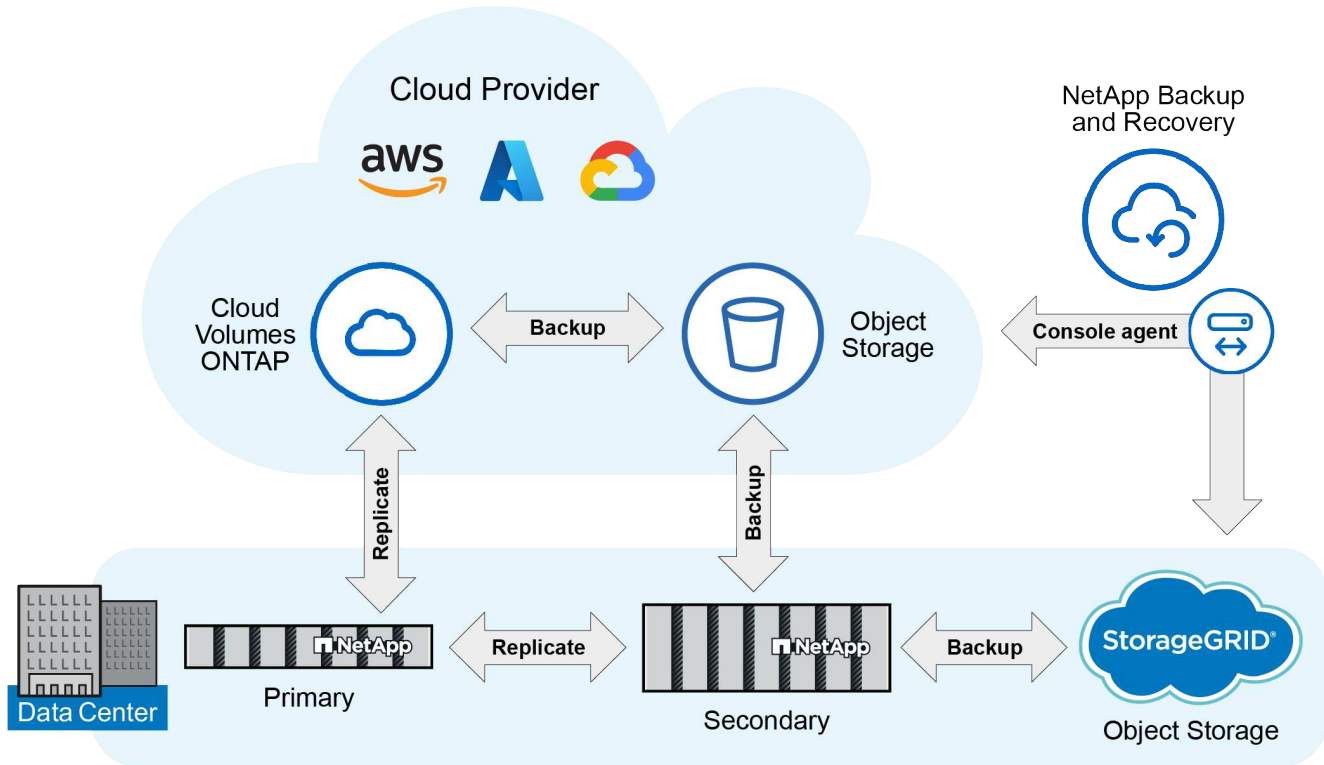 Cloud Provider
aws
NetApp Backup
and Recovery
Cloud
Volumes
ONTAP
Backup
Object
Storage
Console agent
Replicate
Backup
Data Center
NetApp
Primary
Replicate
NetApp
Secondary
Backup
StorageGRID®
Object Storage